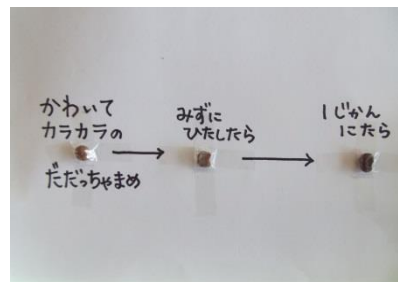 かわいて
カラカラの
だだっちゃまめ
みずに
ひたしたら
1じかん
にたら